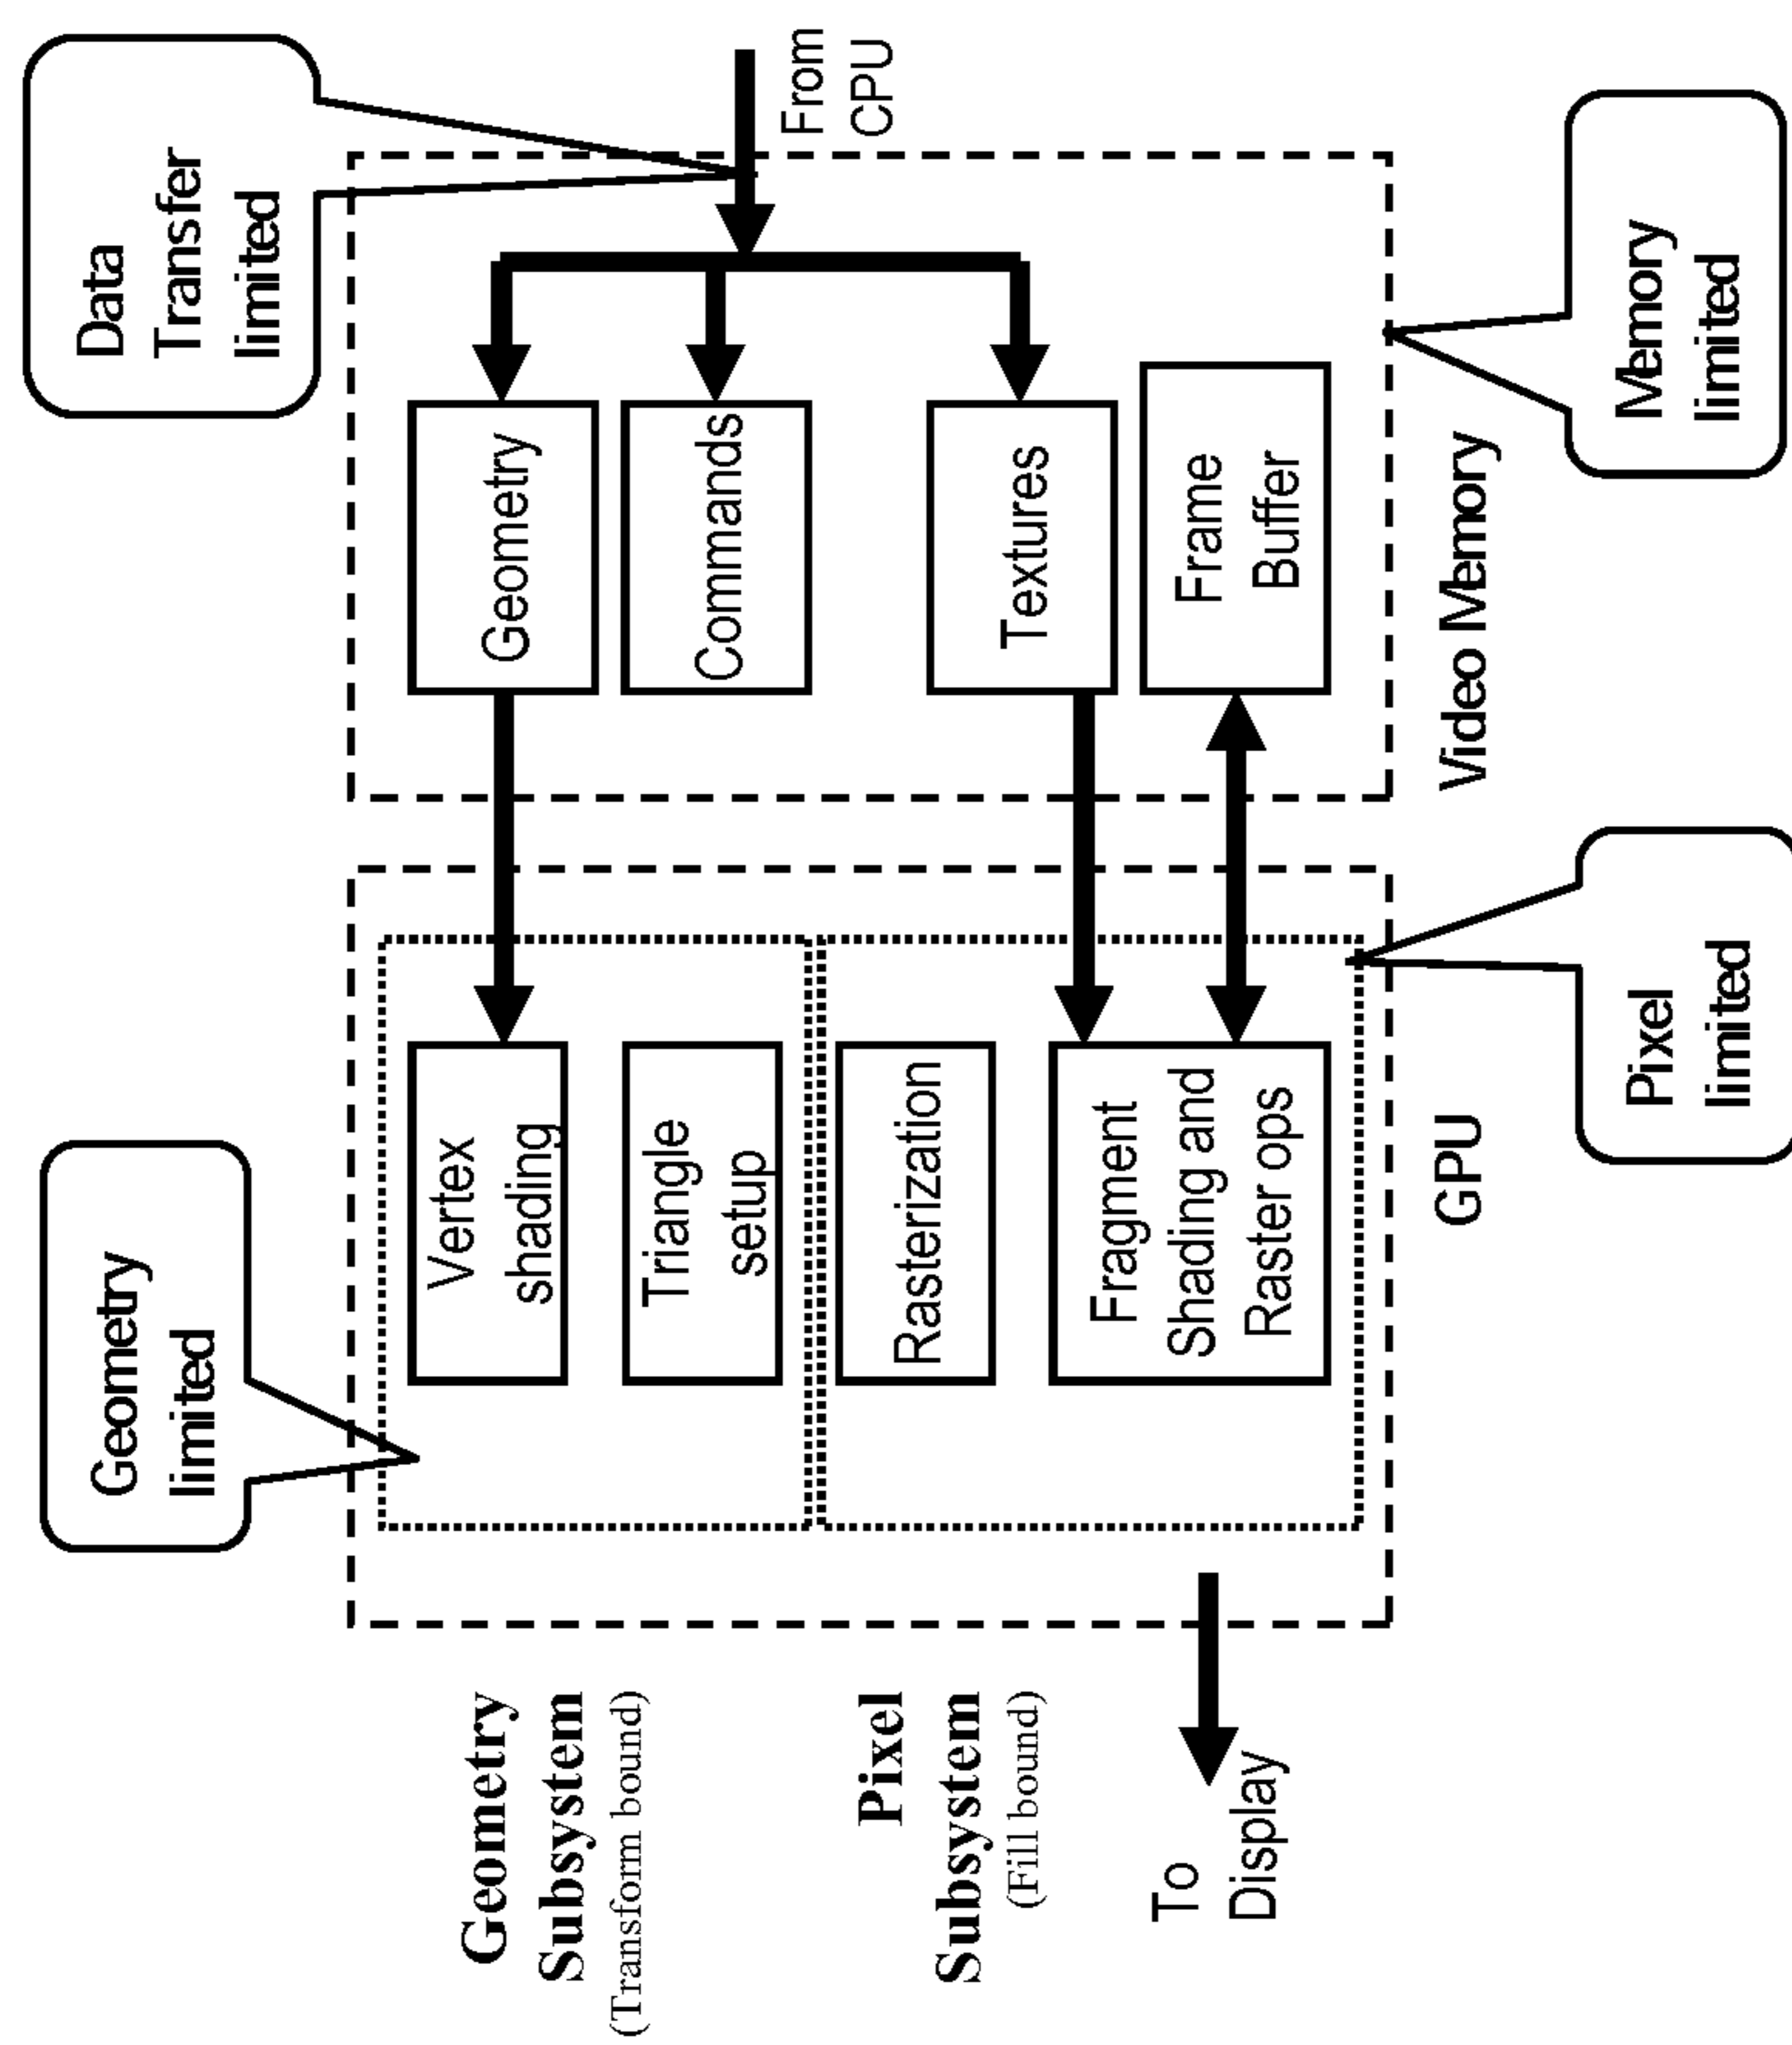 Geometry
Subsystem
(Transform bound)
Pixel
Subsystem
(Fill bound)
To
Display
Geometry
limited
Vertex
shading
Triangle
setup
Rasterization
Fragment
Shading and
Raster ops
GPU
Pixel
limited
Geometry
Commands
Textures
Frame
Buffer
Video Memory
Data
Transfer
limited
From
CPU
Memory
limited